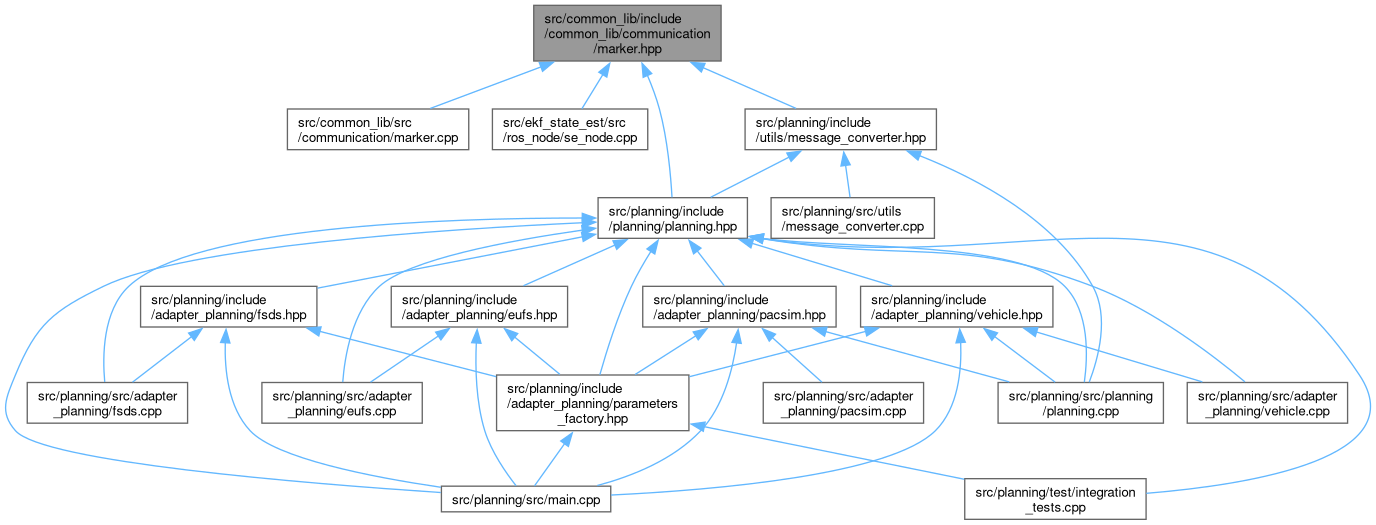 src/common_lib/include
/common_lib/communication
/marker.hpp
src/common_lib/src
/communication/marker.cpp
src/ekf_state_est/src
/ros_node/se_node.cpp
src/planning/include
/utils/message_converter.hpp
src/planning/include
/planning/planning.hpp
src/planning/src/utils
/message_converter.cpp
src/planning/include
/adapter_planning/fsds.hpp
src/planning/include
/adapter_planning/eufs.hpp
src/planning/include
/adapter_planning/pacsim.hpp
src/planning/include
/adapter_planning/vehicle.hpp
src/planning/src/adapter
_planning/fsds.cpp
src/planning/src/adapter
_planning/eufs.cpp
src/planning/include
/adapter_planning/parameters
_factory.hpp
src/planning/src/adapter
_planning/pacsim.cpp
src/planning/src/planning
/planning.cpp
src/planning/src/adapter
_planning/vehicle.cpp
src/planning/src/main.cpp
src/planning/test/integration
_tests.cpp